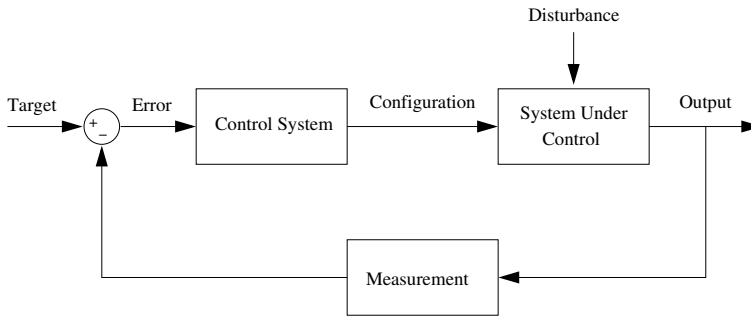 Disturbance
Target
Error
Configuration
Output
+
−
Control System
System Under
Control
Measurement